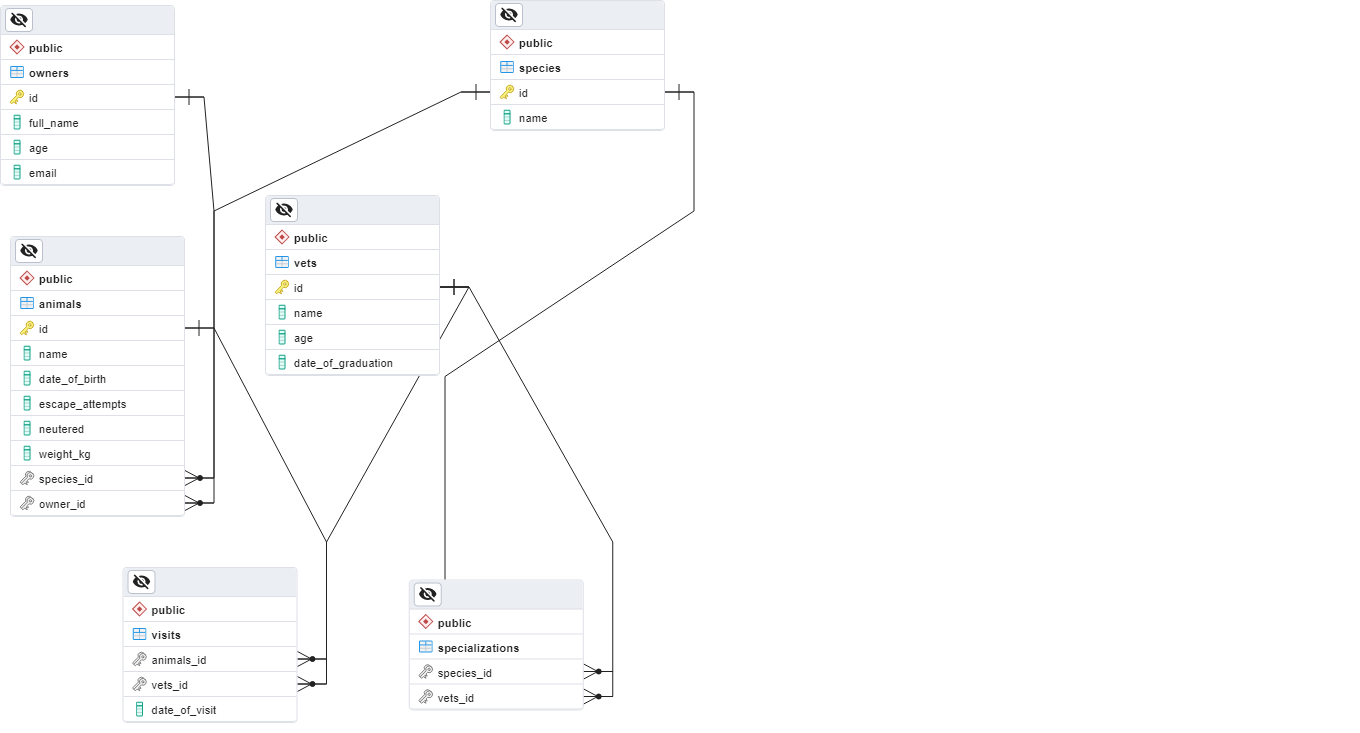 public
owners
id
full_name
age
email
public
species
id
name
public
vets
id
name
age
date_of_graduation
public
animals
id
name
date_of_birth
escape_attempts
neutered
weight_kg
species_id
owner_id
public
visits
animals_id
vets_id
date_of_visit
public
specializations
species_id
vets_id